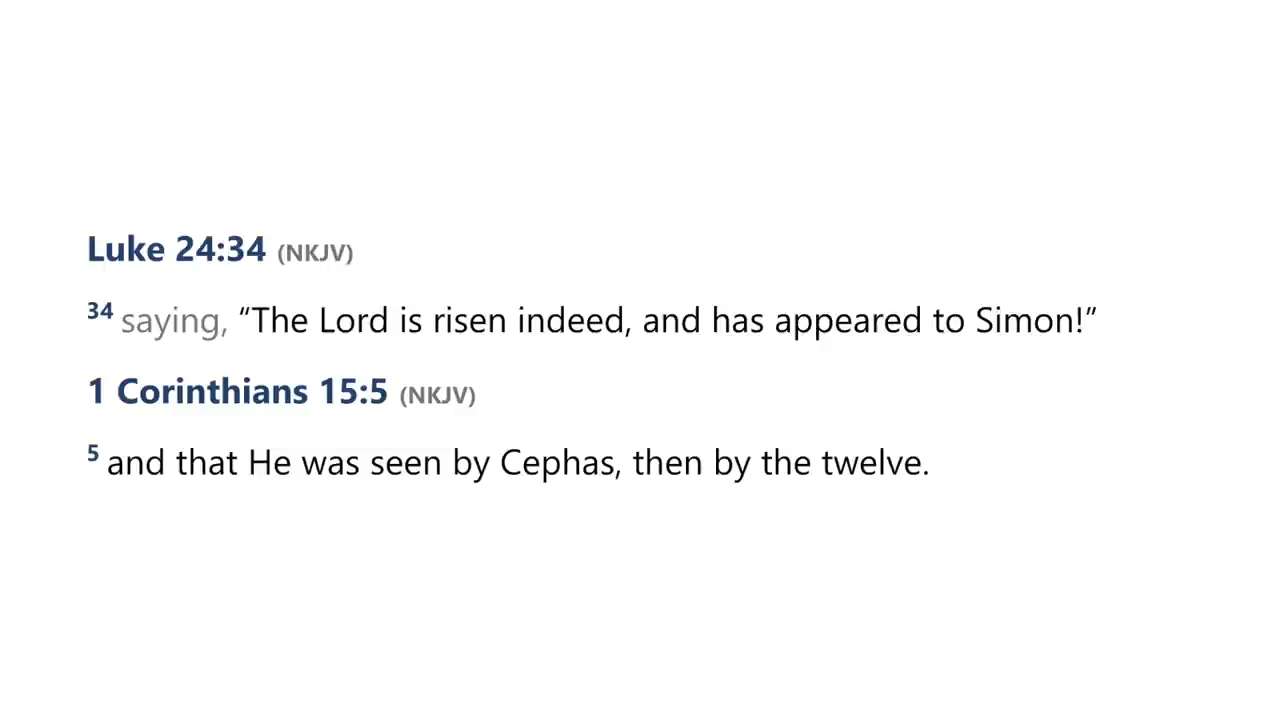 Luke 24:34 (NKJV)
34 saying, “The Lord is risen indeed, and has appeared to Simon!”
1 Corinthians 15:5 (NKJV)
5 and that He was seen by Cephas, then by the twelve.